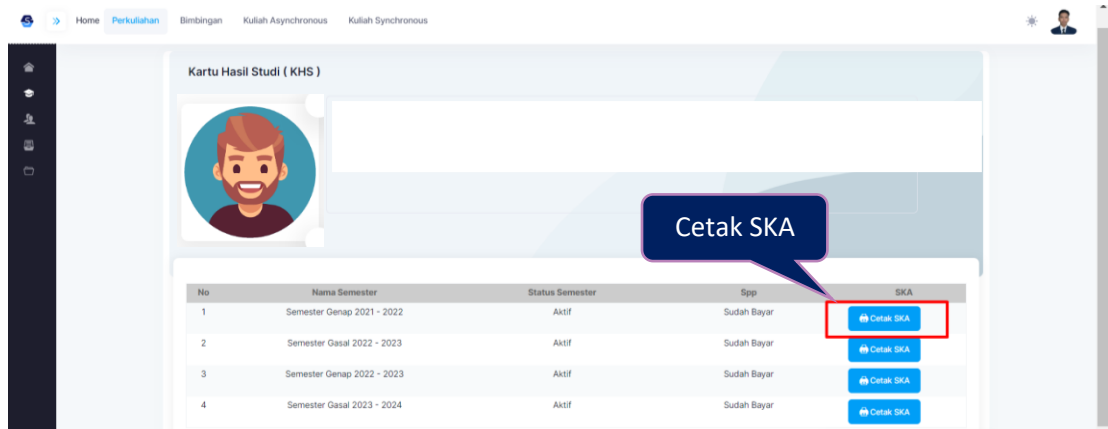 Home Perkuliahan Bimbingan Kuliah Asynchronous Kuliah Synchronous
Kartu Hasil Studi ( KHS )
Cetak SKA
No Nama Semester Status Semester Spp SKA
1 Semester Genap 2021 - 2022 Aktif Sudah Bayar Cetak SKA
2 Semester Gasal 2022 - 2023 Aktif Sudah Bayar Cetak SKA
3 Semester Genap 2022 - 2023 Aktif Sudah Bayar Cetak SKA
4 Semester Gasal 2023 - 2024 Aktif Sudah Bayar Cetak SKA